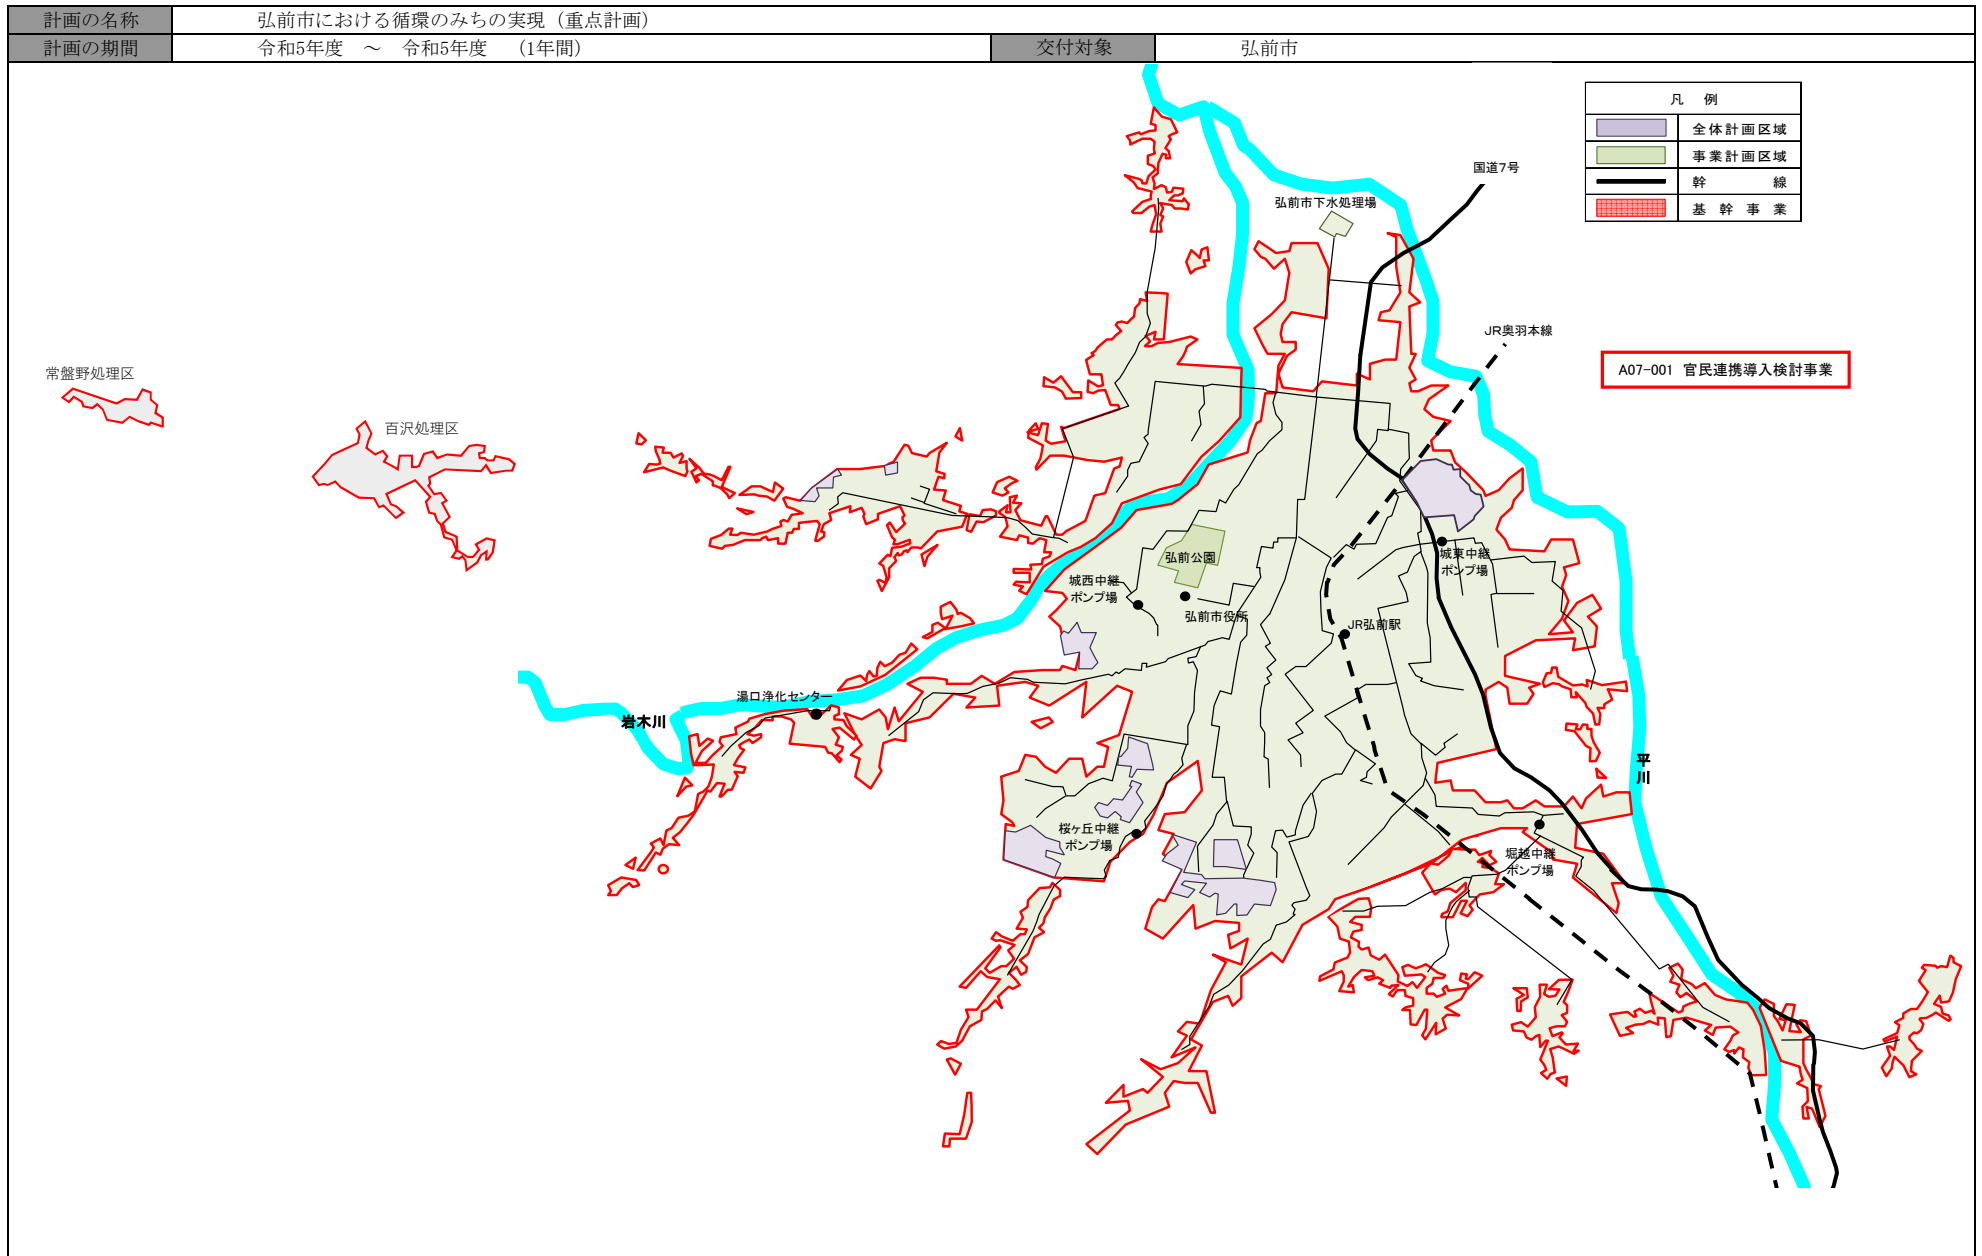 計画の名称 弘前市における循環のみちの実現（重点計画）
計画の期間 令和5年度 ～ 令和5年度 （1年間） 交付対象 弘前市
凡 例
全体計画区域
事業計画区域
幹 線
基 幹 事 業
国道7号
弘前市下水処理場
JR奥羽本線
A07-001 官民連携導入検討事業
常盤野処理区
百沢処理区
弘前公園
城東中継
ポンプ場
城西中継
ポンプ場
弘前市役所
JR弘前駅
湯口浄化センター
岩木川
平川
桜ヶ丘中継
ポンプ場
堀越中継
ポンプ場